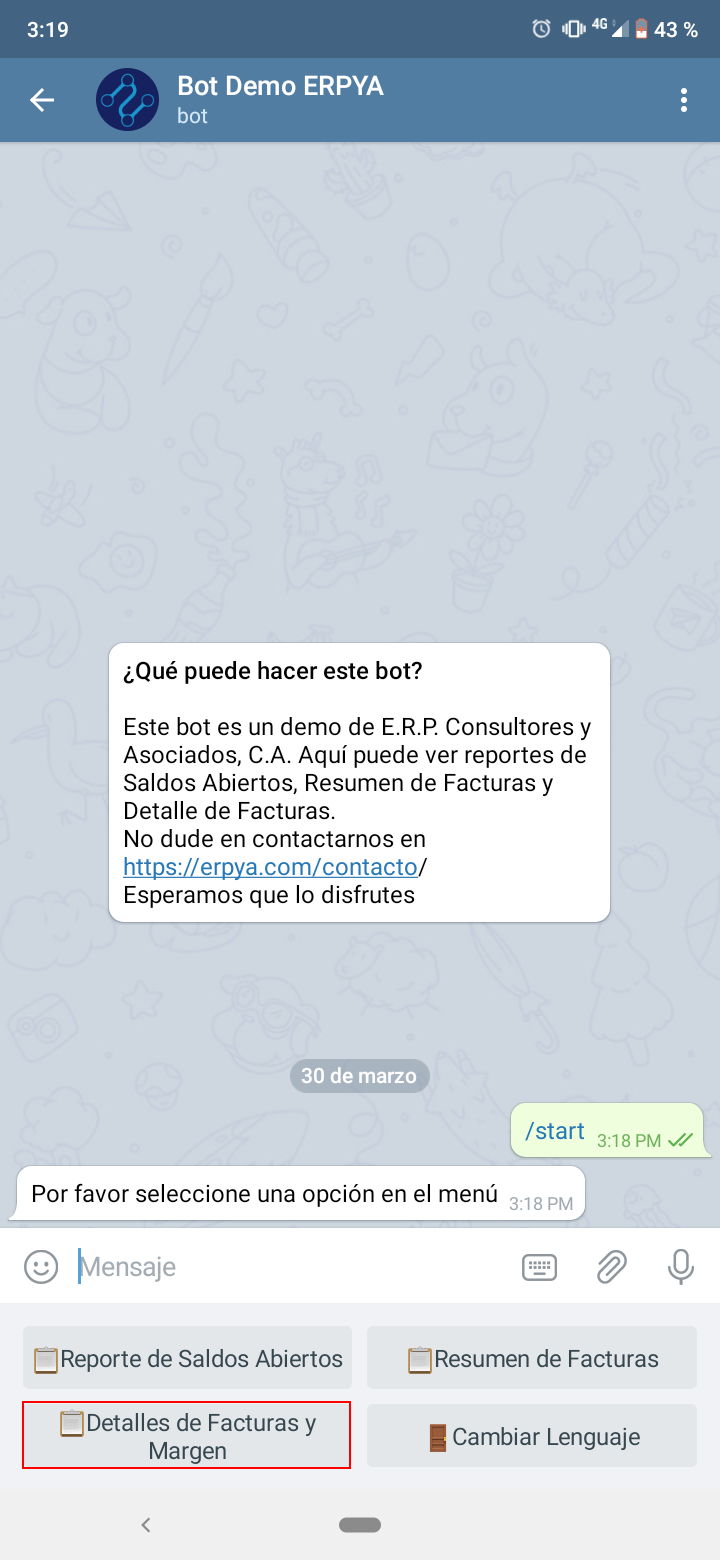 3:19
4G
43 %
Bot Demo ERPYA
bot
¿Qué puede hacer este bot?
Este bot es un demo de E.R.P. Consultores y
Asociados, C.A. Aquí puede ver reportes de
Saldos Abiertos, Resumen de Facturas y
Detalle de Facturas.
No dude en contactarnos en
https://erpya.com/contacto/
Esperamos que lo disfrutes
30 de marzo
/start 3:18 PM
Por favor seleccione una opción en el menú 3:18 PM
Mensaje
Reporte de Saldos Abiertos
Resumen de Facturas
Detalles de Facturas y
Margen
Cambiar Lenguaje